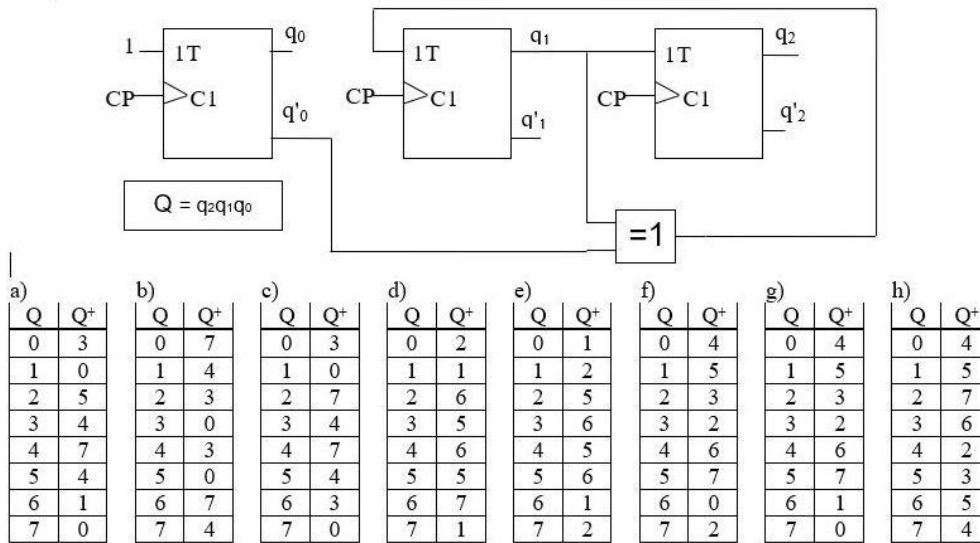 1 1T q₀ 1T q₁ 1T q₂
CP C1 CP C1 CP C1
q'₀ q'₁ q'₂
Q = q₂q₁q₀
=1
a) b) c) d) e) f) g) h)
Q Q⁺ Q Q⁺ Q Q⁺ Q Q⁺ Q Q⁺ Q Q⁺ Q Q⁺ Q Q⁺
0 3 0 7 0 3 0 2 0 1 0 4 0 4 0 4
1 0 1 4 1 0 1 1 1 2 1 5 1 5 1 5
2 5 2 3 2 7 2 6 2 5 2 3 2 3 2 7
3 4 3 0 3 4 3 5 3 6 3 2 3 2 3 6
4 7 4 3 4 7 4 6 4 5 4 6 4 6 4 2
5 4 5 0 5 4 5 5 5 6 5 7 5 7 5 3
6 1 6 7 6 3 6 7 6 1 6 0 6 1 6 5
7 0 7 4 7 0 7 1 7 2 7 2 7 0 7 4